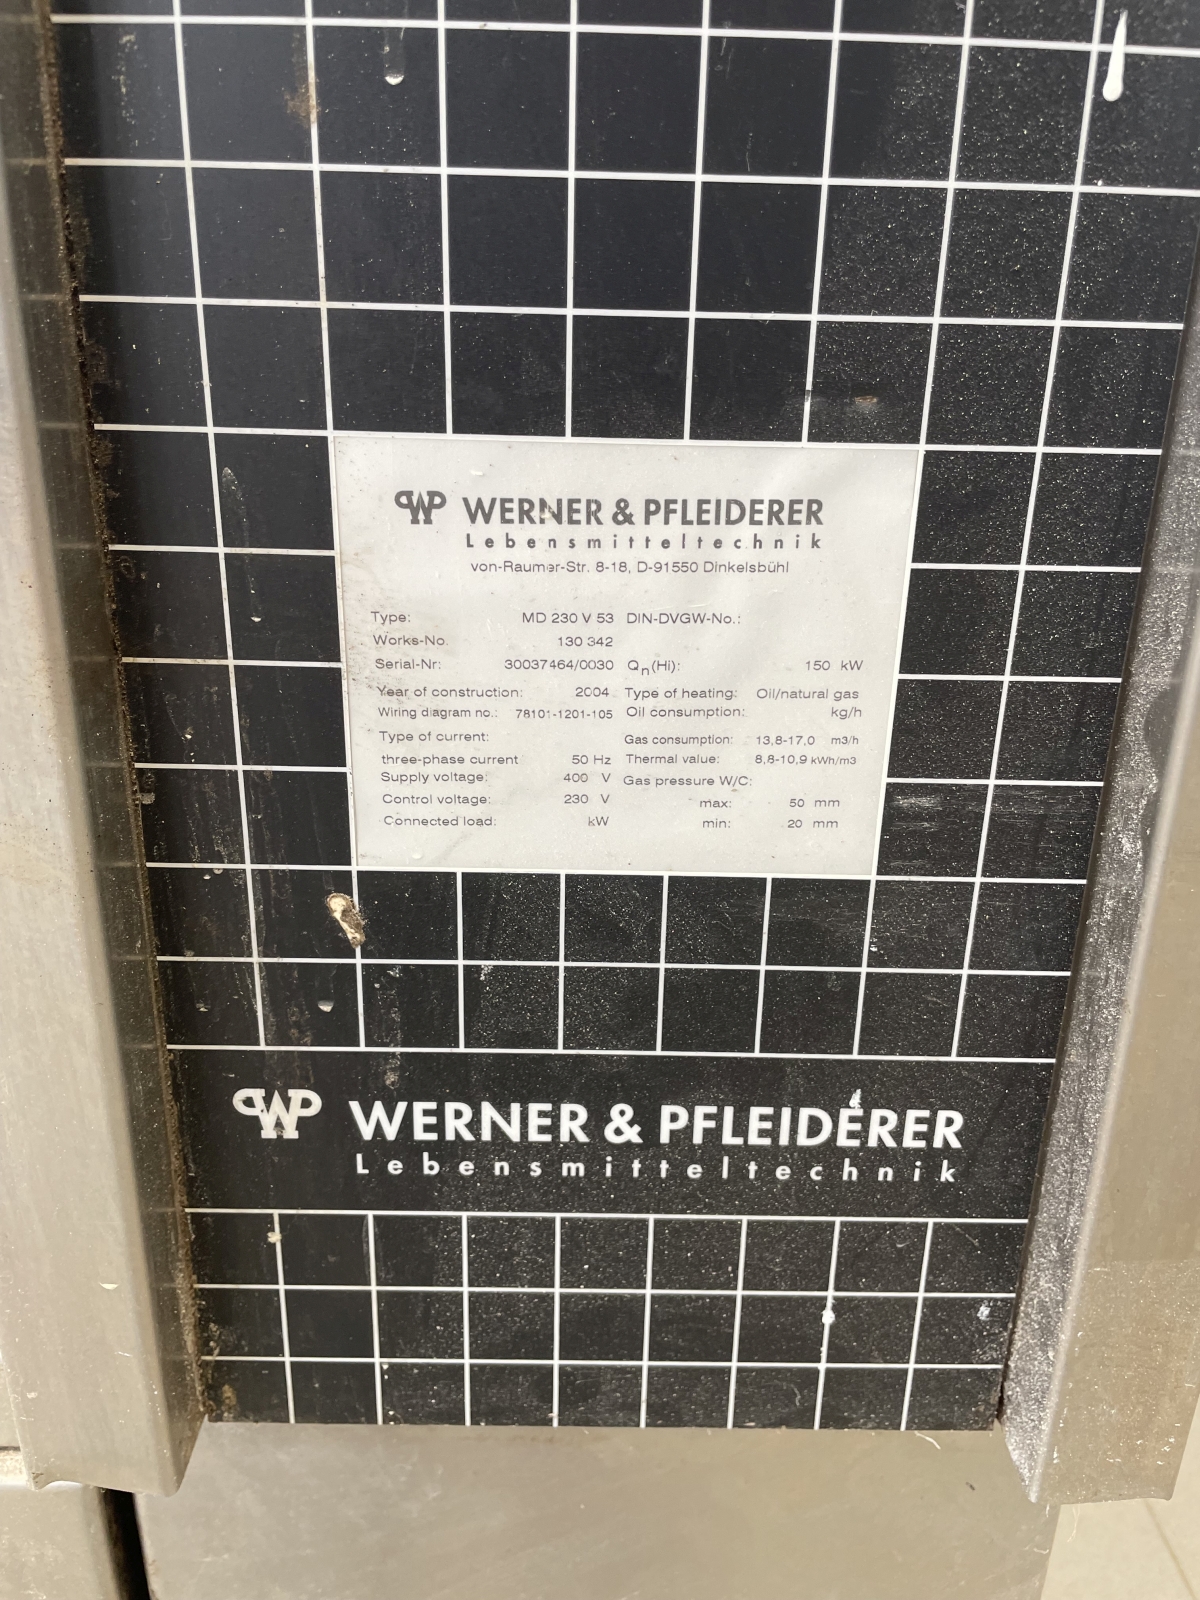 WP WERNER & PFLEIDERER
Lebensmitteltechnik
von-Raumer-Str. 8-18, D-91550 Dinkelsbühl
Type: MD 230 V 53 DIN-DVGW-No.:
Works-No. 130 342
Serial-Nr: 30037464/0030 Qn(Hi): 150 kW
Year of construction: 2004 Type of heating: Oil/natural gas
Wiring diagram no.: 78101-1201-105 Oil consumption: kg/h
Type of current: Gas consumption: 13,8-17,0 m3/h
three-phase current 50 Hz Thermal value: 8,8-10,9 kWh/m3
Supply voltage: 400 V Gas pressure W/C:
Control voltage: 230 V max: 50 mm
Connected load: kW min: 20 mm
WP WERNER & PFLEIDERER
Lebensmitteltechnik